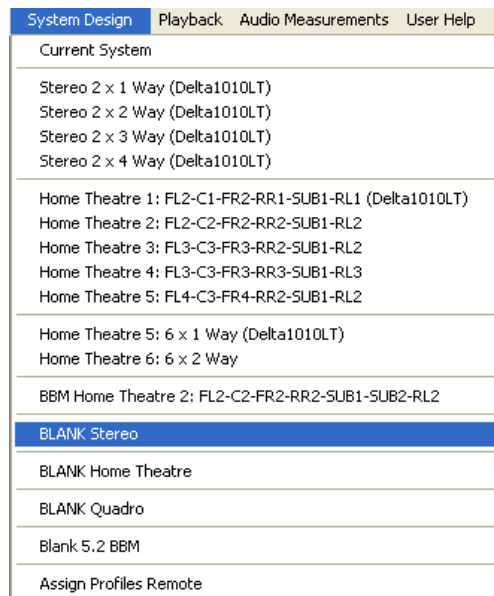 System Design Playback Audio Measurements User Help
Current System
Stereo 2 x 1 Way (Delta1010LT)
Stereo 2 x 2 Way (Delta1010LT)
Stereo 2 x 3 Way (Delta1010LT)
Stereo 2 x 4 Way (Delta1010LT)
Home Theatre 1: FL2-C1-FR2-RR1-SUB1-RL1 (Delta1010LT)
Home Theatre 2: FL2-C2-FR2-RR2-SUB1-RL2
Home Theatre 3: FL3-C3-FR3-RR2-SUB1-RL2
Home Theatre 4: FL3-C3-FR3-RR3-SUB1-RL3
Home Theatre 5: FL4-C3-FR4-RR2-SUB1-RL2
Home Theatre 5: 6 x 1 Way (Delta1010LT)
Home Theatre 6: 6 x 2 Way
BBM Home Theatre 2: FL2-C2-FR2-RR2-SUB1-SUB2-RL2
BLANK Stereo
BLANK Home Theatre
BLANK Quadro
Blank 5.2 BBM
Assign Profiles Remote